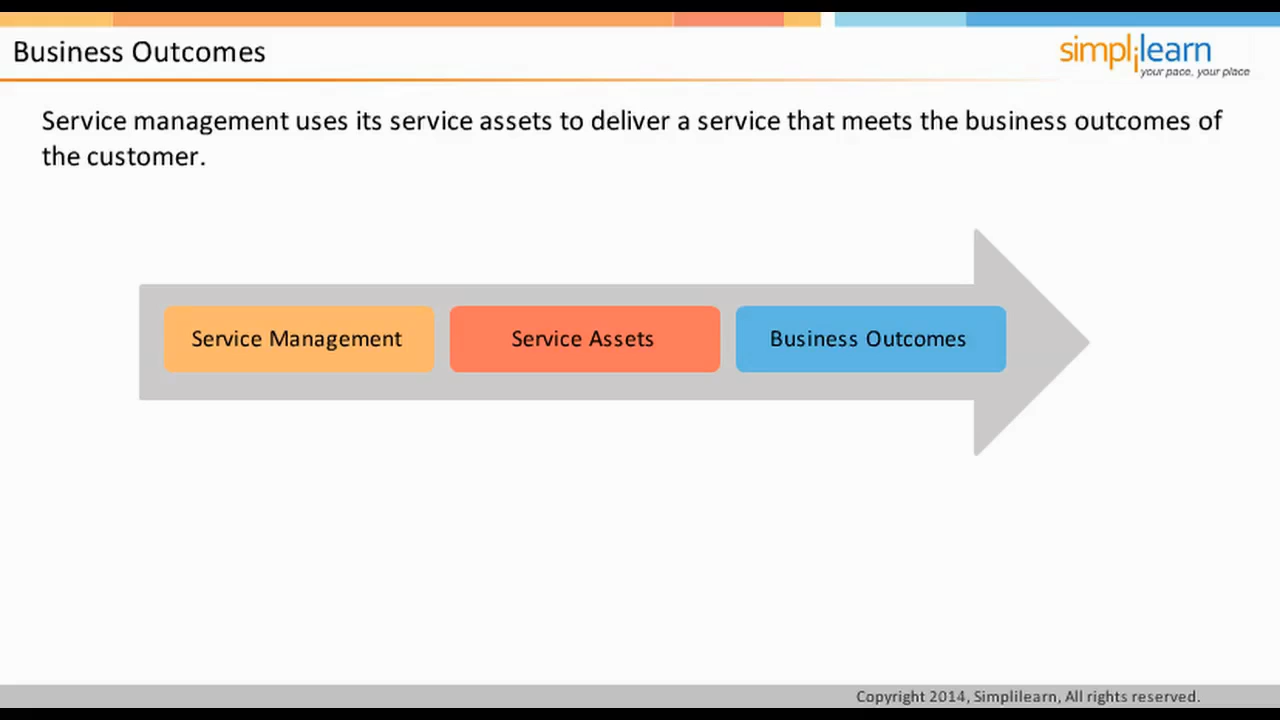 Business Outcomes
simplilearn
your pace, your place
Service management uses its service assets to deliver a service that meets the business outcomes of
the customer.
Service Management
Service Assets
Business Outcomes
Copyright 2014, Simplilearn, All rights reserved.